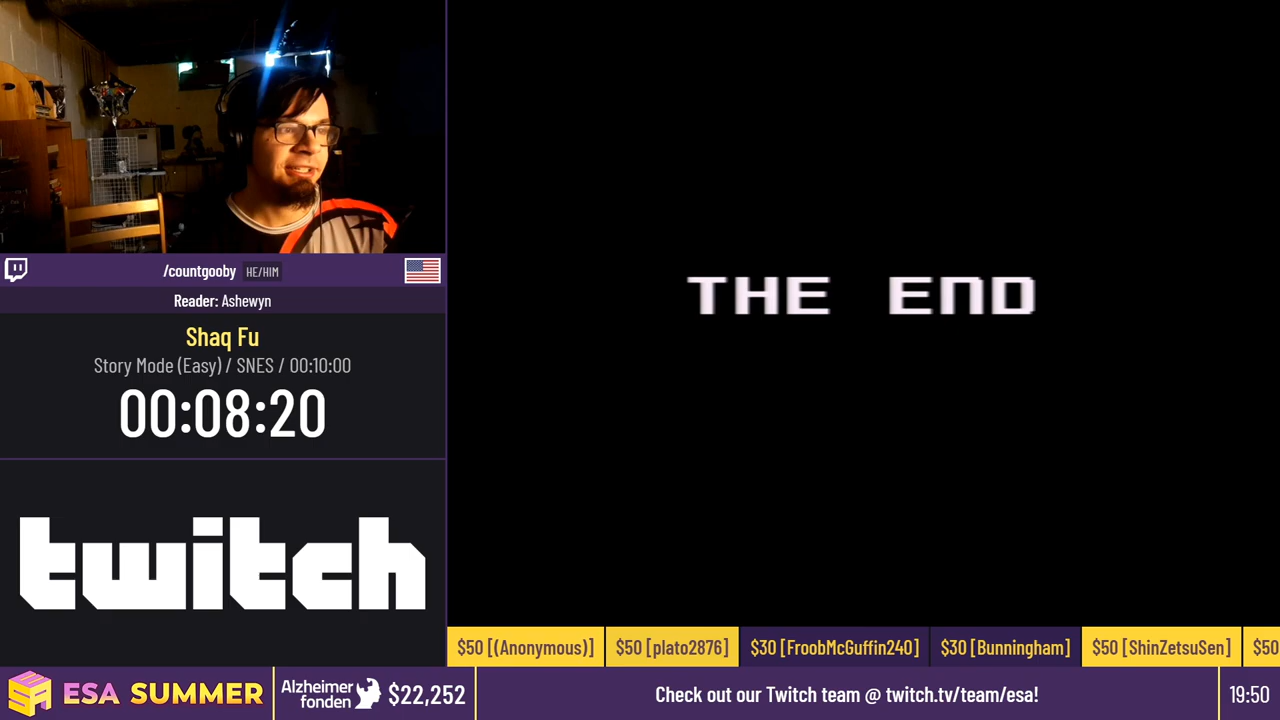 /countgooby HE/HIM
Reader: Ashewyn
Shaq Fu
Story Mode (Easy) / SNES / 00:10:00
00:08:20
twitch
THE END
$50 [(Anonymous)] $50 [plato2876] $30 [FroobMcGuffin240] $30 [Bunningham] $50 [ShinZetsuSen] $50
ESA SUMMER
Alzheimer
fonden
$22,252
Check out our Twitch team @ twitch.tv/team/esa!
19:50